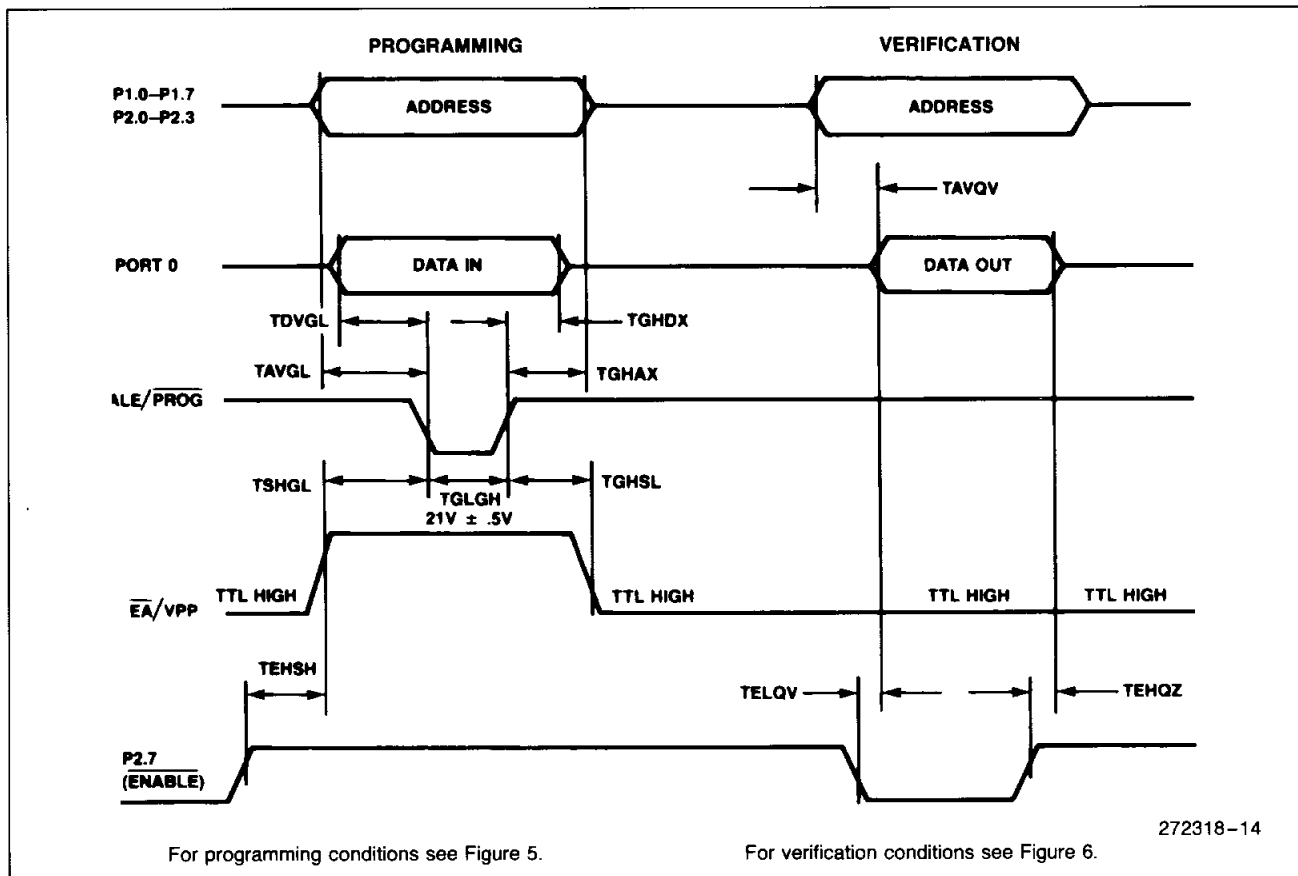 PROGRAMMING VERIFICATION
P1.0–P1.7
P2.0–P2.3
ADDRESS ADDRESS
TAVQV
PORT 0
DATA IN DATA OUT
TDVGL TGHDX
TAVGL TGHAX
ALE/PROG
TSHGL TGLGH TGHSL
21V ± .5V
EA/VPP
TTL HIGH TTL HIGH TTL HIGH TTL HIGH
TEHSH TELQV TEHQZ
P2.7
(ENABLE)
272318–14
For programming conditions see Figure 5. For verification conditions see Figure 6.